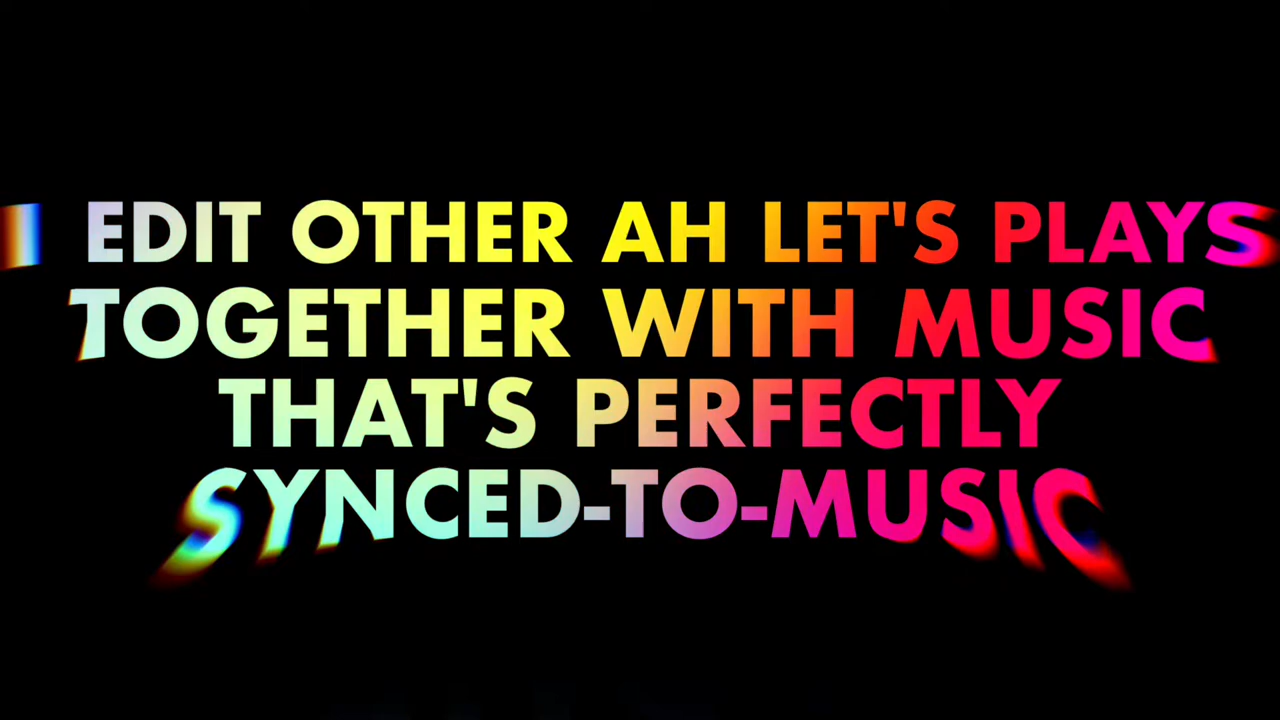 I EDIT OTHER AH LET'S PLAYS
TOGETHER WITH MUSIC
THAT'S PERFECTLY
SYNCED-TO-MUSIC